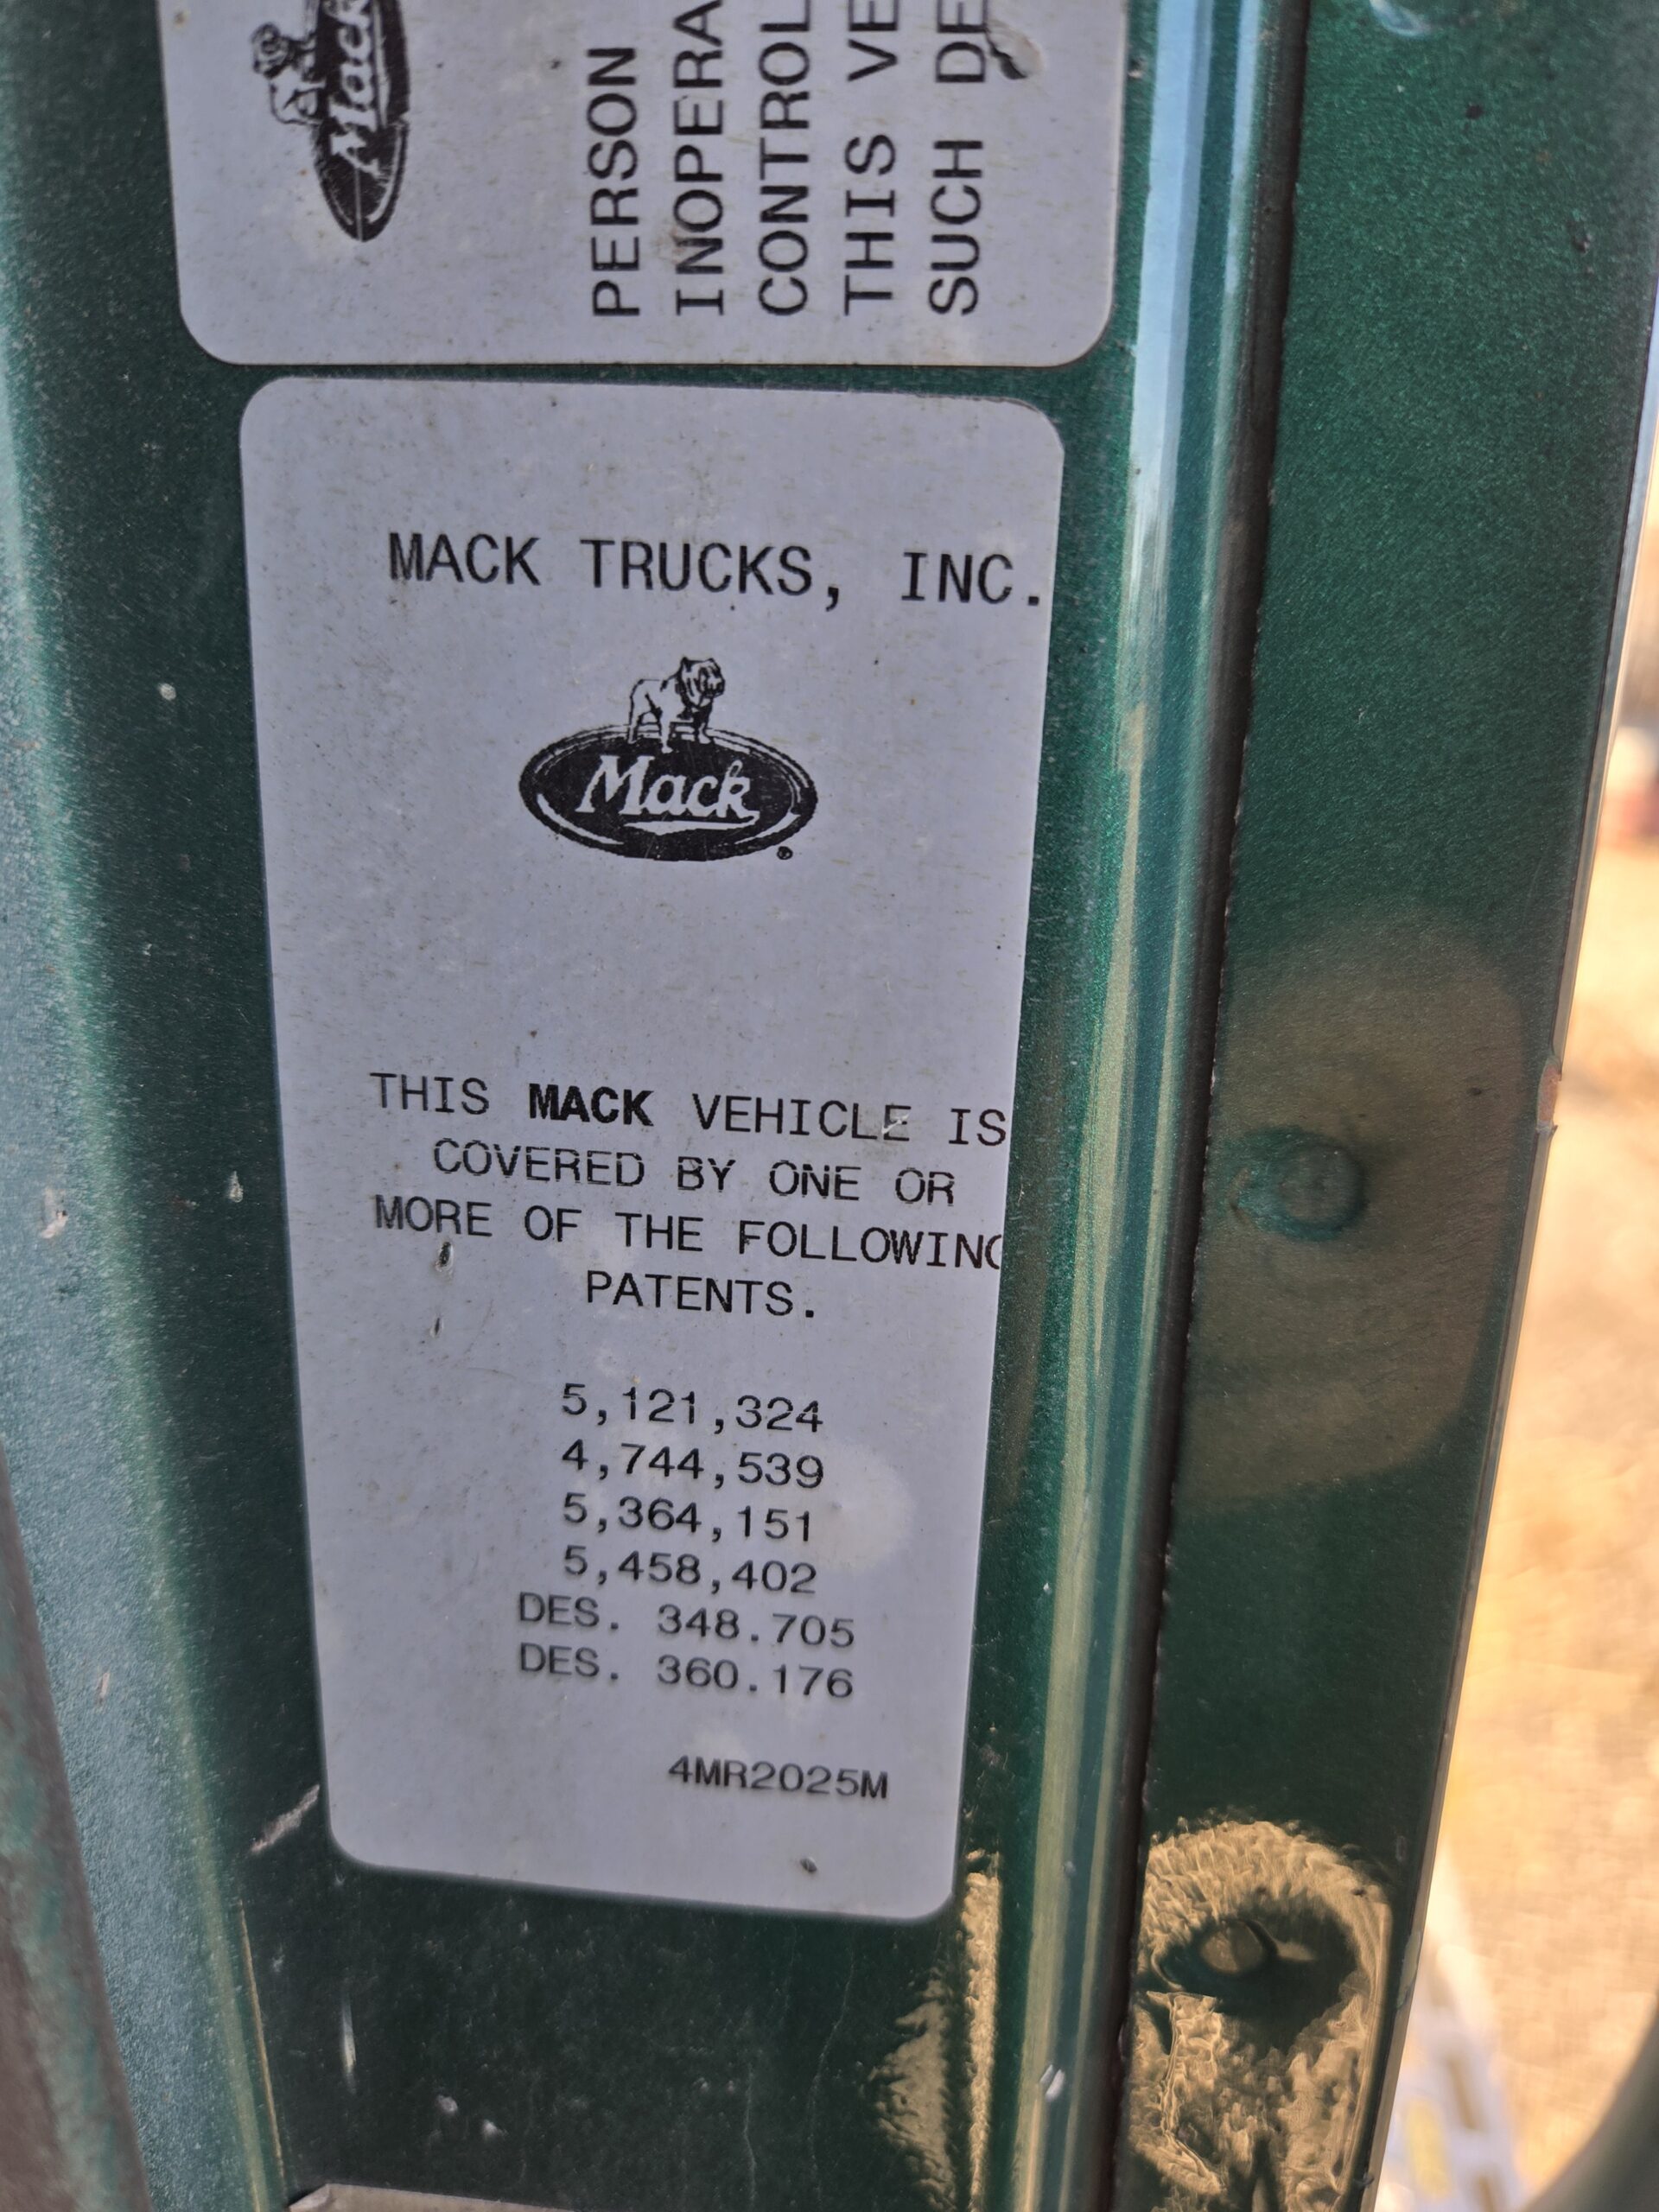 Mack
PERSON
INOPERA
CONTROL
THIS VE
SUCH DE
MACK TRUCKS, INC.
Mack
THIS MACK VEHICLE IS
COVERED BY ONE OR
MORE OF THE FOLLOWING
PATENTS.
5,121,324
4,744,539
5,364,151
5,458,402
DES. 348.705
DES. 360.176
4MR2025M